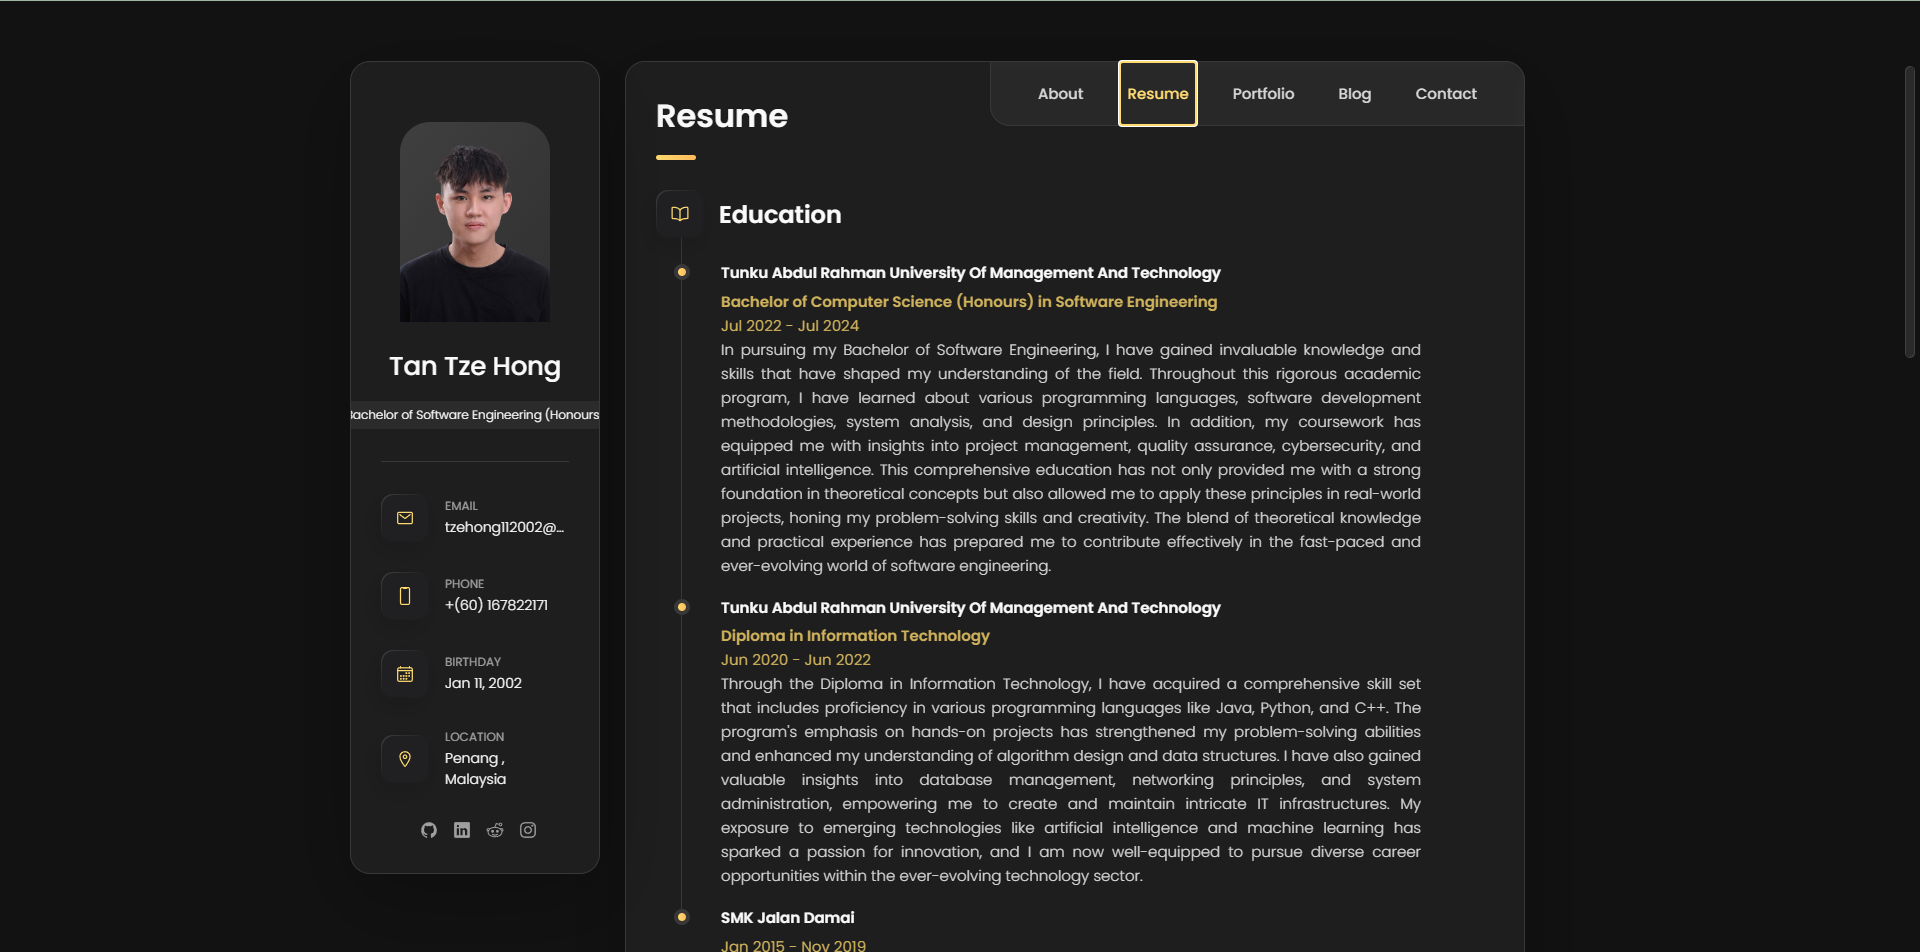 Tan Tze Hong
Bachelor of Software Engineering (Honours
EMAIL
tzehong112002@...
PHONE
+(60) 167822171
BIRTHDAY
Jan 11, 2002
LOCATION
Penang ,
Malaysia
About
Resume
Portfolio
Blog
Contact
Resume
Education
Tunku Abdul Rahman University Of Management And Technology
Bachelor of Computer Science (Honours) in Software Engineering
Jul 2022 - Jul 2024
In pursuing my Bachelor of Software Engineering, I have gained invaluable knowledge and
skills that have shaped my understanding of the field. Throughout this rigorous academic
program, I have learned about various programming languages, software development
methodologies, system analysis, and design principles. In addition, my coursework has
equipped me with insights into project management, quality assurance, cybersecurity, and
artificial intelligence. This comprehensive education has not only provided me with a strong
foundation in theoretical concepts but also allowed me to apply these principles in real-world
projects, honing my problem-solving skills and creativity. The blend of theoretical knowledge
and practical experience has prepared me to contribute effectively in the fast-paced and
ever-evolving world of software engineering.
Tunku Abdul Rahman University Of Management And Technology
Diploma in Information Technology
Jun 2020 - Jun 2022
Through the Diploma in Information Technology, I have acquired a comprehensive skill set
that includes proficiency in various programming languages like Java, Python, and C++. The
program's emphasis on hands-on projects has strengthened my problem-solving abilities
and enhanced my understanding of algorithm design and data structures. I have also gained
valuable insights into database management, networking principles, and system
administration, empowering me to create and maintain intricate IT infrastructures. My
exposure to emerging technologies like artificial intelligence and machine learning has
sparked a passion for innovation, and I am now well-equipped to pursue diverse career
opportunities within the ever-evolving technology sector.
SMK Jalan Damai
Jan 2015 - Nov 2019